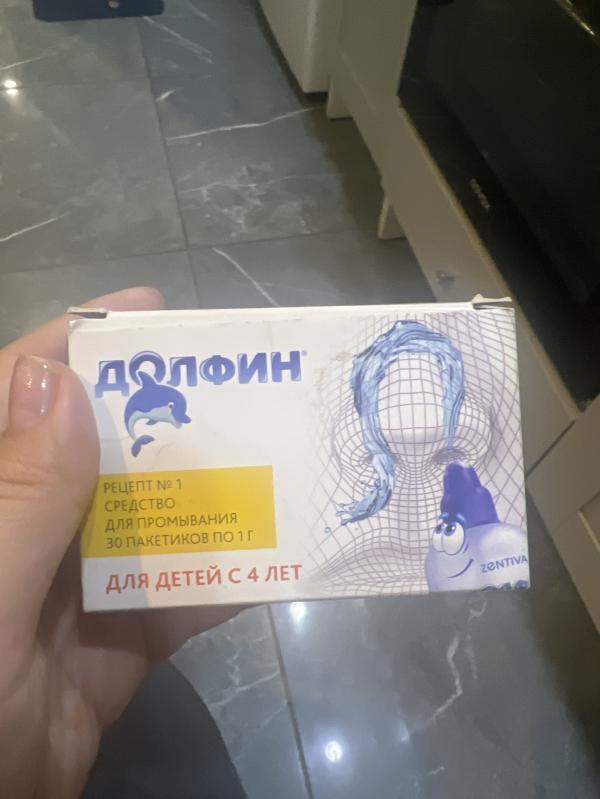 ДОЛФИН®
РЕЦЕПТ № 1
СРЕДСТВО
ДЛЯ ПРОМЫВАНИЯ
30 ПАКЕТИКОВ ПО 1 Г
ДЛЯ ДЕТЕЙ С 4 ЛЕТ
ZENTIVA